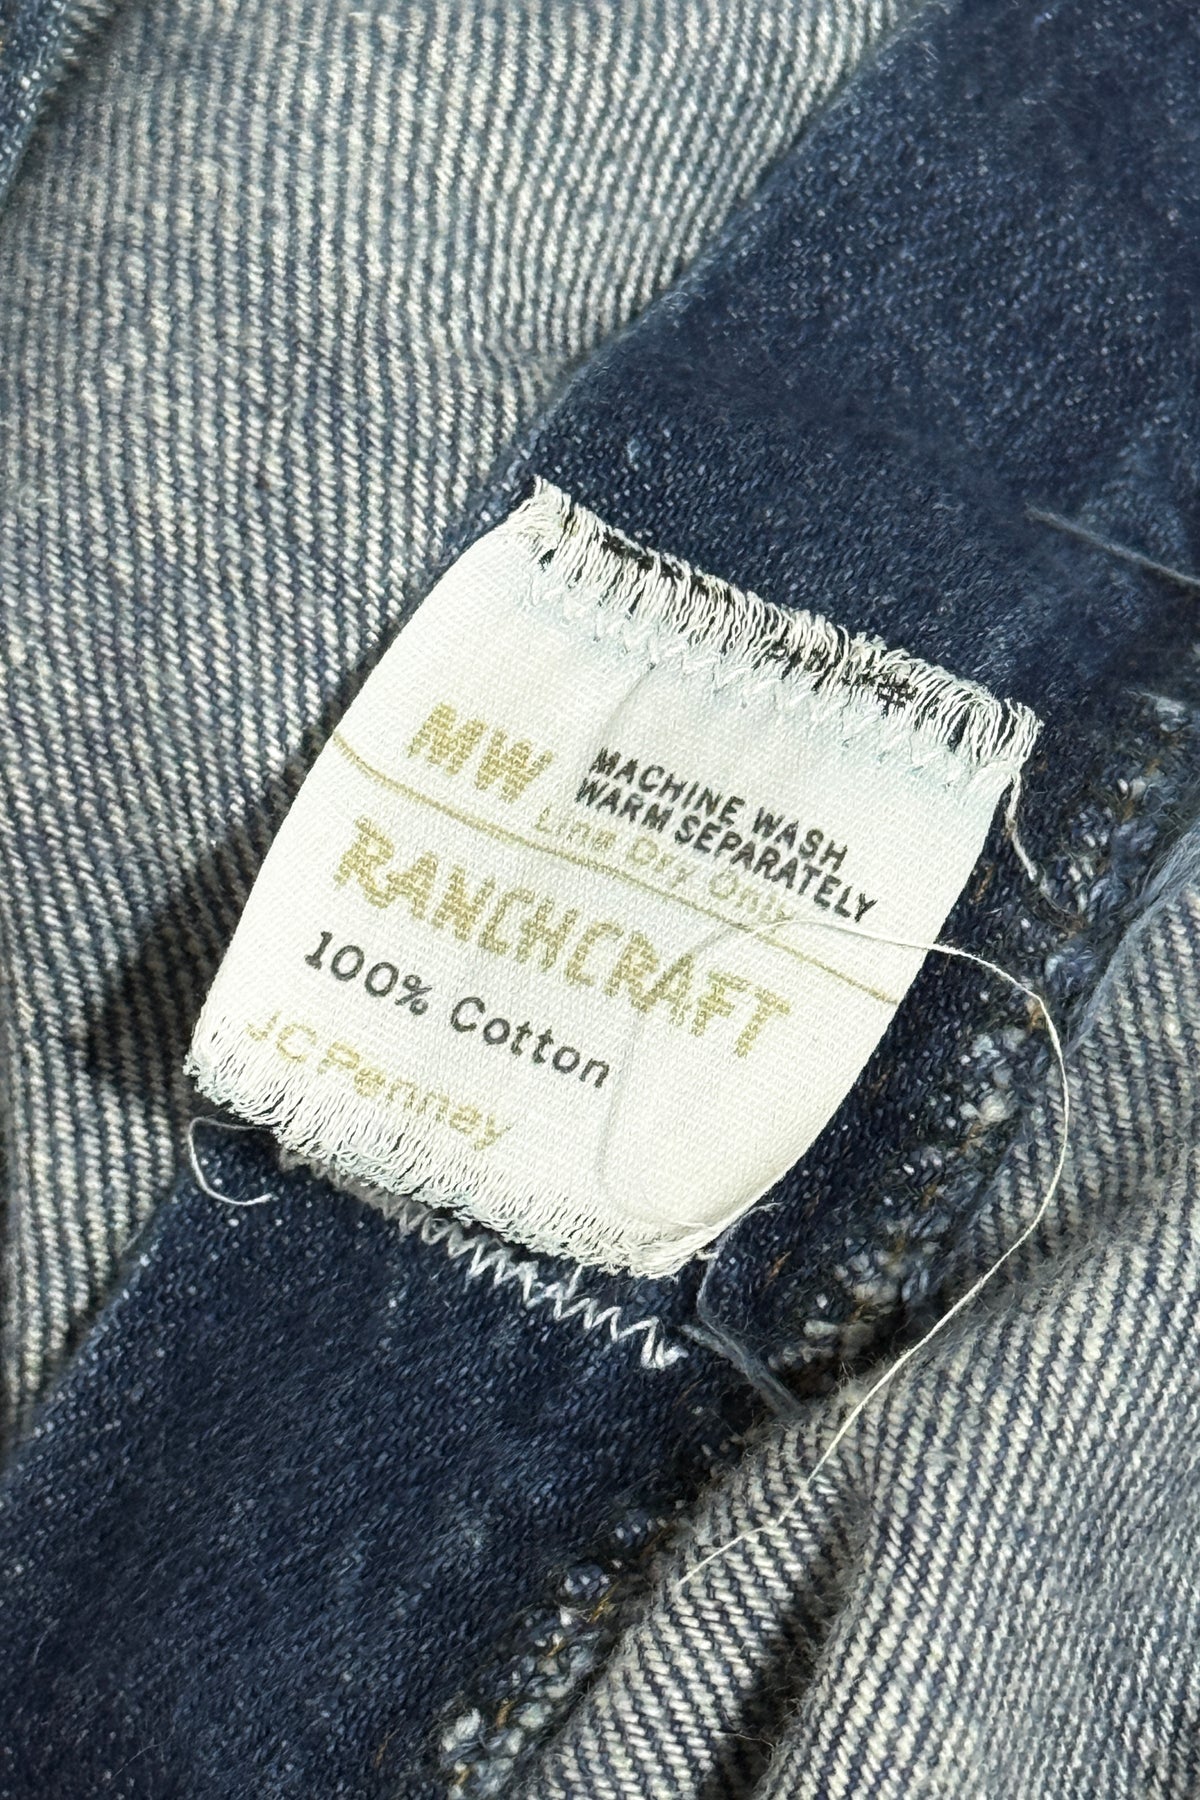 MW
MACHINE WASH
WARM SEPARATELY
Line Dry Only
RANCHCRAFT
100% Cotton
JCPenney